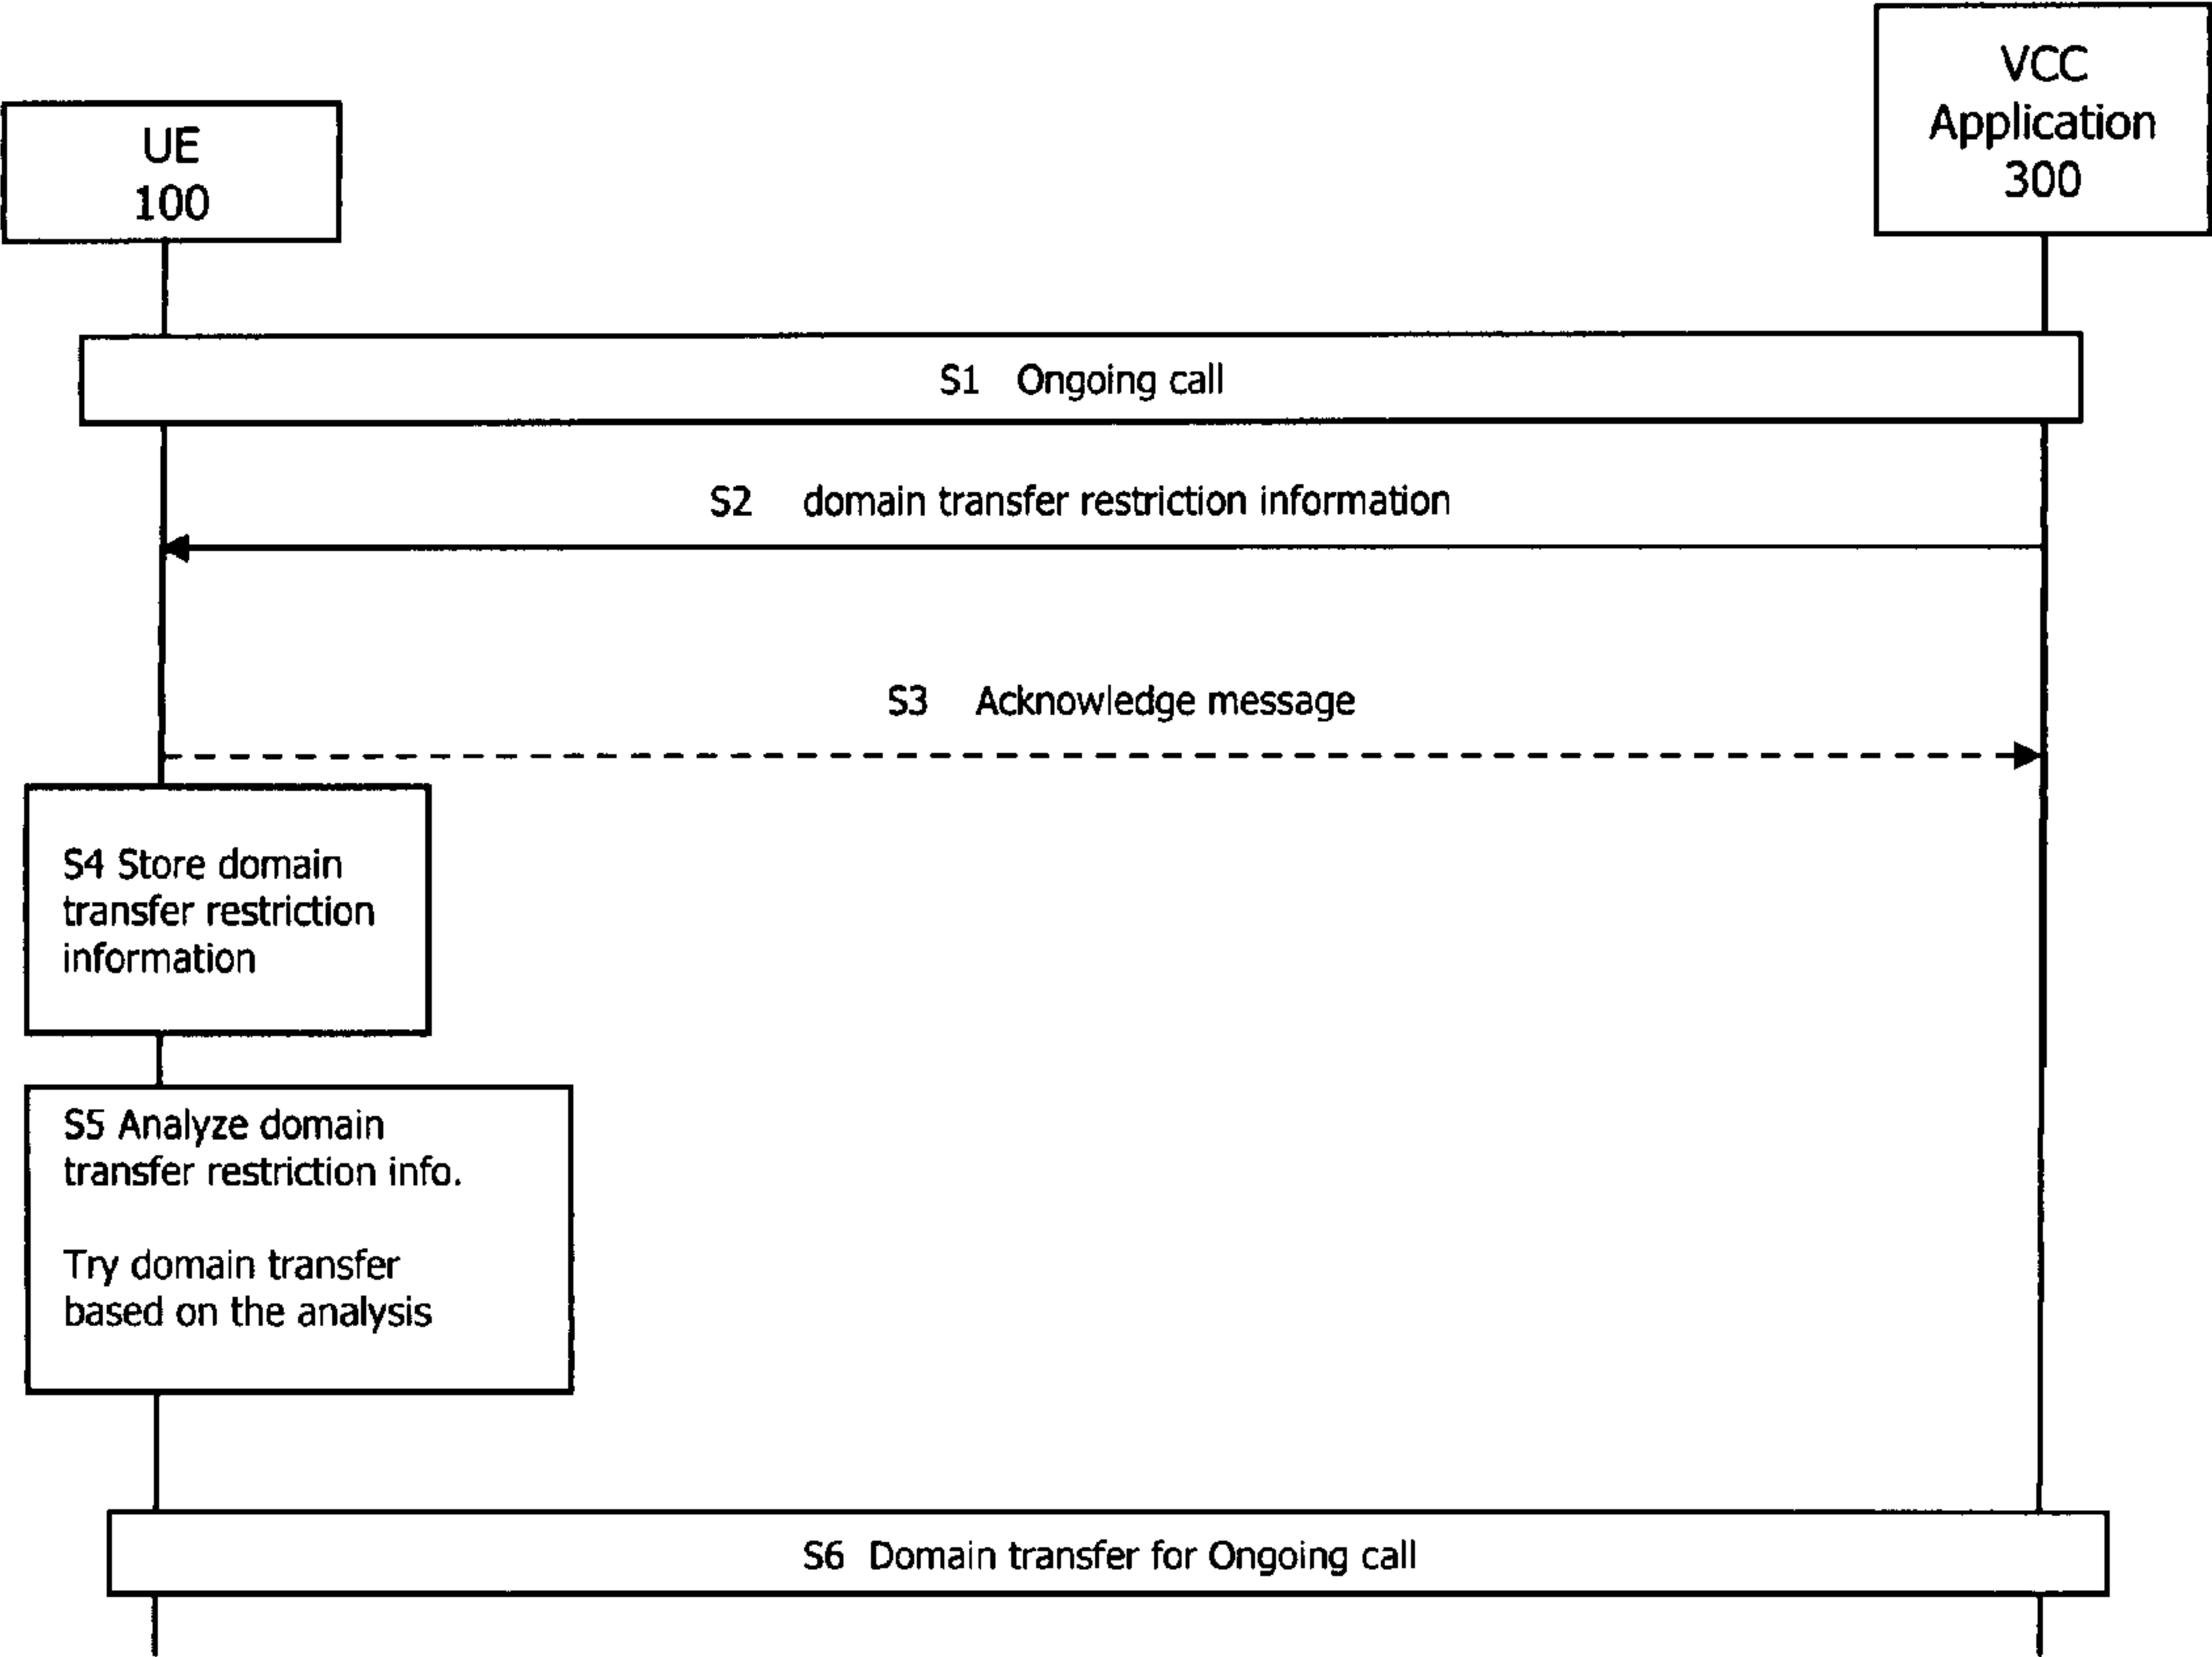 UE
100
VCC
Application
300
S1 Ongoing call
S2 domain transfer restriction information
S3 Acknowledge message
S4 Store domain
transfer restriction
information
S5 Analyze domain
transfer restriction info.
Try domain transfer
based on the analysis
S6 Domain transfer for Ongoing call